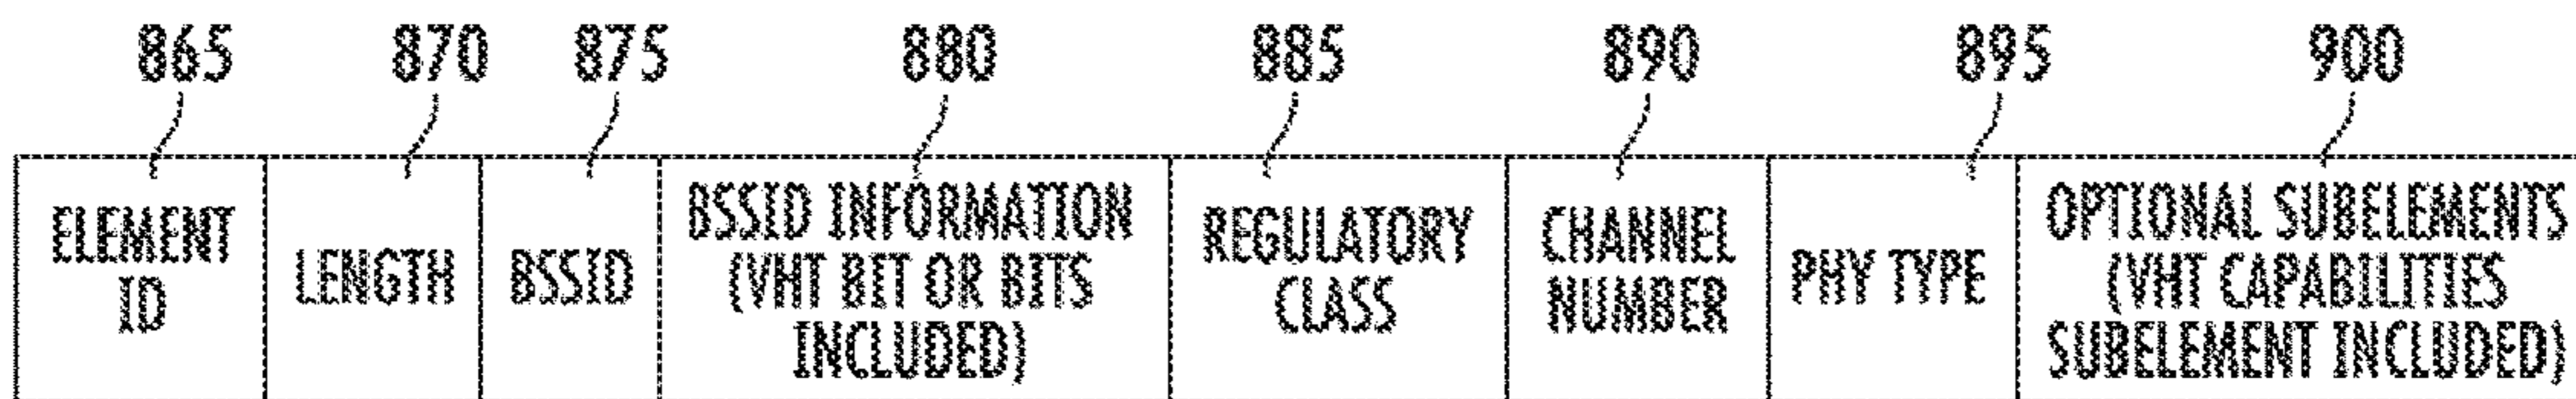 865 870 875 880 885 890 895 900
ELEMENT
ID
LENGTH
BSSID
BSSID INFORMATION
(VHT BIT OR BITS
INCLUDED)
REGULATORY
CLASS
CHANNEL
NUMBER
PHY TYPE
OPTIONAL SUBELEMENTS
(VHT CAPABILITIES
SUBELEMENT INCLUDED)